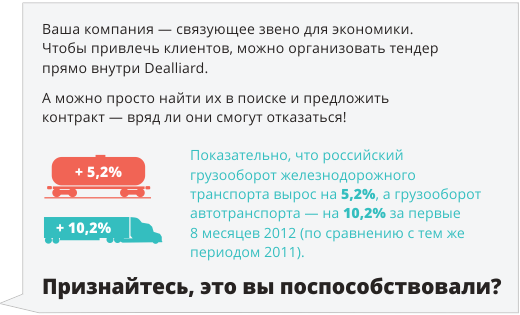 Ваша компания — связующее звено для экономики.
Чтобы привлечь клиентов, можно организовать тендер
прямо внутри Dealliard.
А можно просто найти их в поиске и предложить
контракт — вряд ли они смогут отказаться!
+ 5,2%
+ 10,2%
Показательно, что российский
грузооборот железнодорожного
транспорта вырос на 5,2%, а грузооборот
автотранспорта — на 10,2% за первые
8 месяцев 2012 (по сравнению с тем же
периодом 2011).
Признайтесь, это вы поспособствовали?